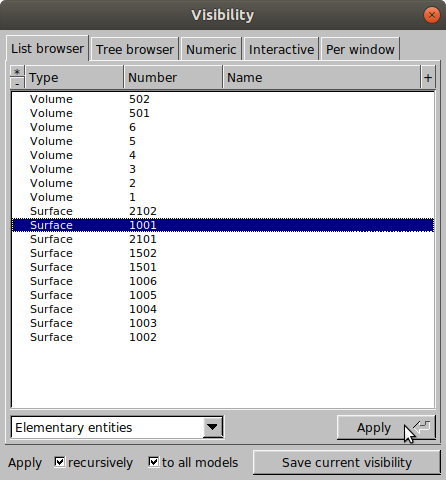 Visibility
List browser Tree browser Numeric Interactive Per window
* Type Number Name +
-
Volume 502
Volume 501
Volume 6
Volume 5
Volume 4
Volume 3
Volume 2
Volume 1
Surface 2102
Surface 1001
Surface 2101
Surface 1502
Surface 1501
Surface 1006
Surface 1005
Surface 1004
Surface 1003
Surface 1002
Elementary entities Apply
Apply recursively to all models Save current visibility